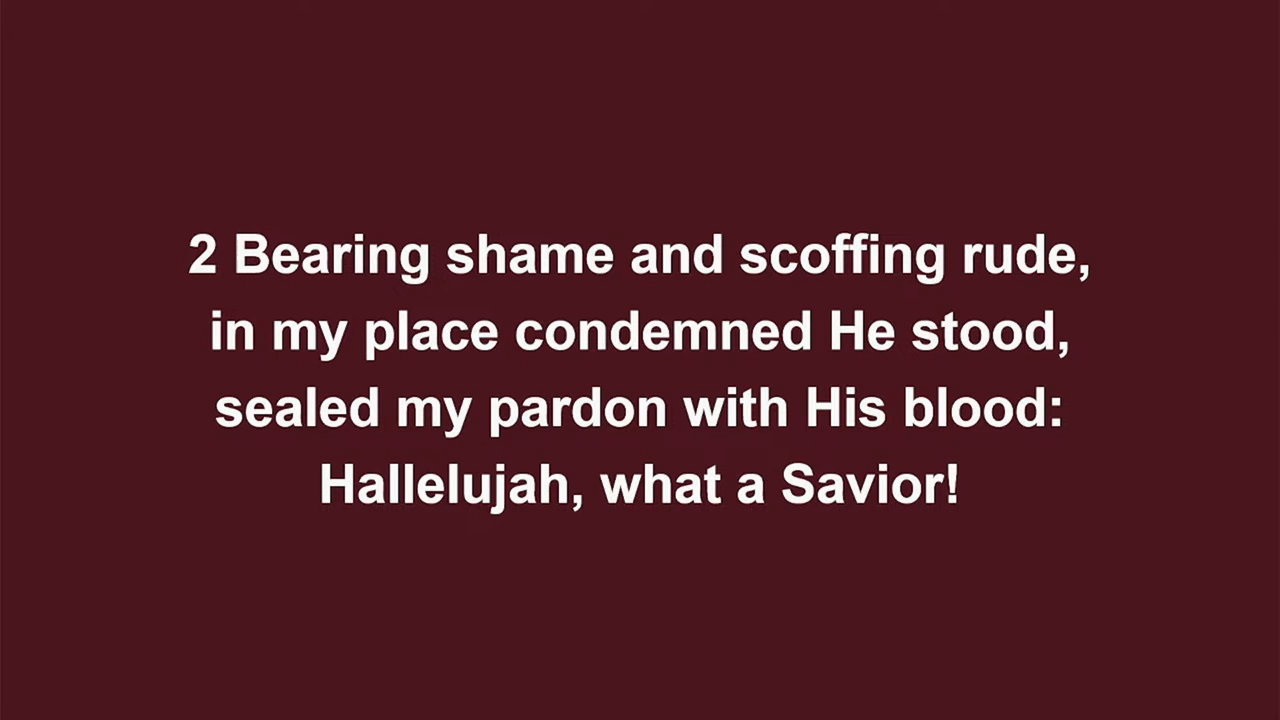 2 Bearing shame and scoffing rude,
in my place condemned He stood,
sealed my pardon with His blood:
Hallelujah, what a Savior!